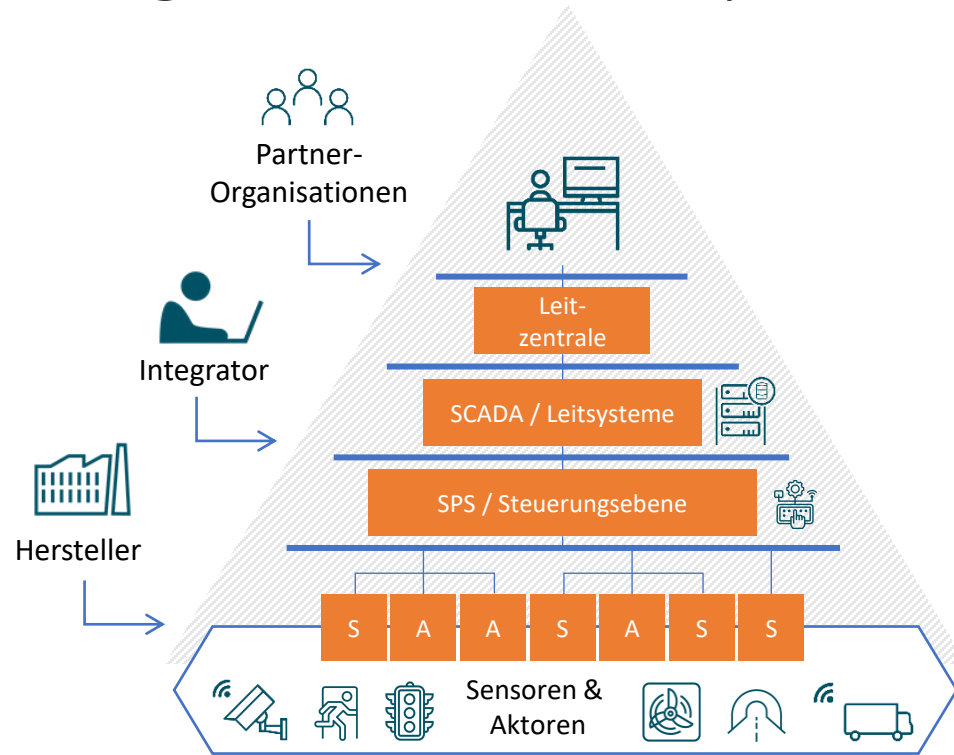 Partner-
Organisationen
Leit-
zentrale
Integrator
SCADA / Leitsysteme
SPS / Steuerungsebene
Hersteller
S A A S A S S
Sensoren &
Aktoren